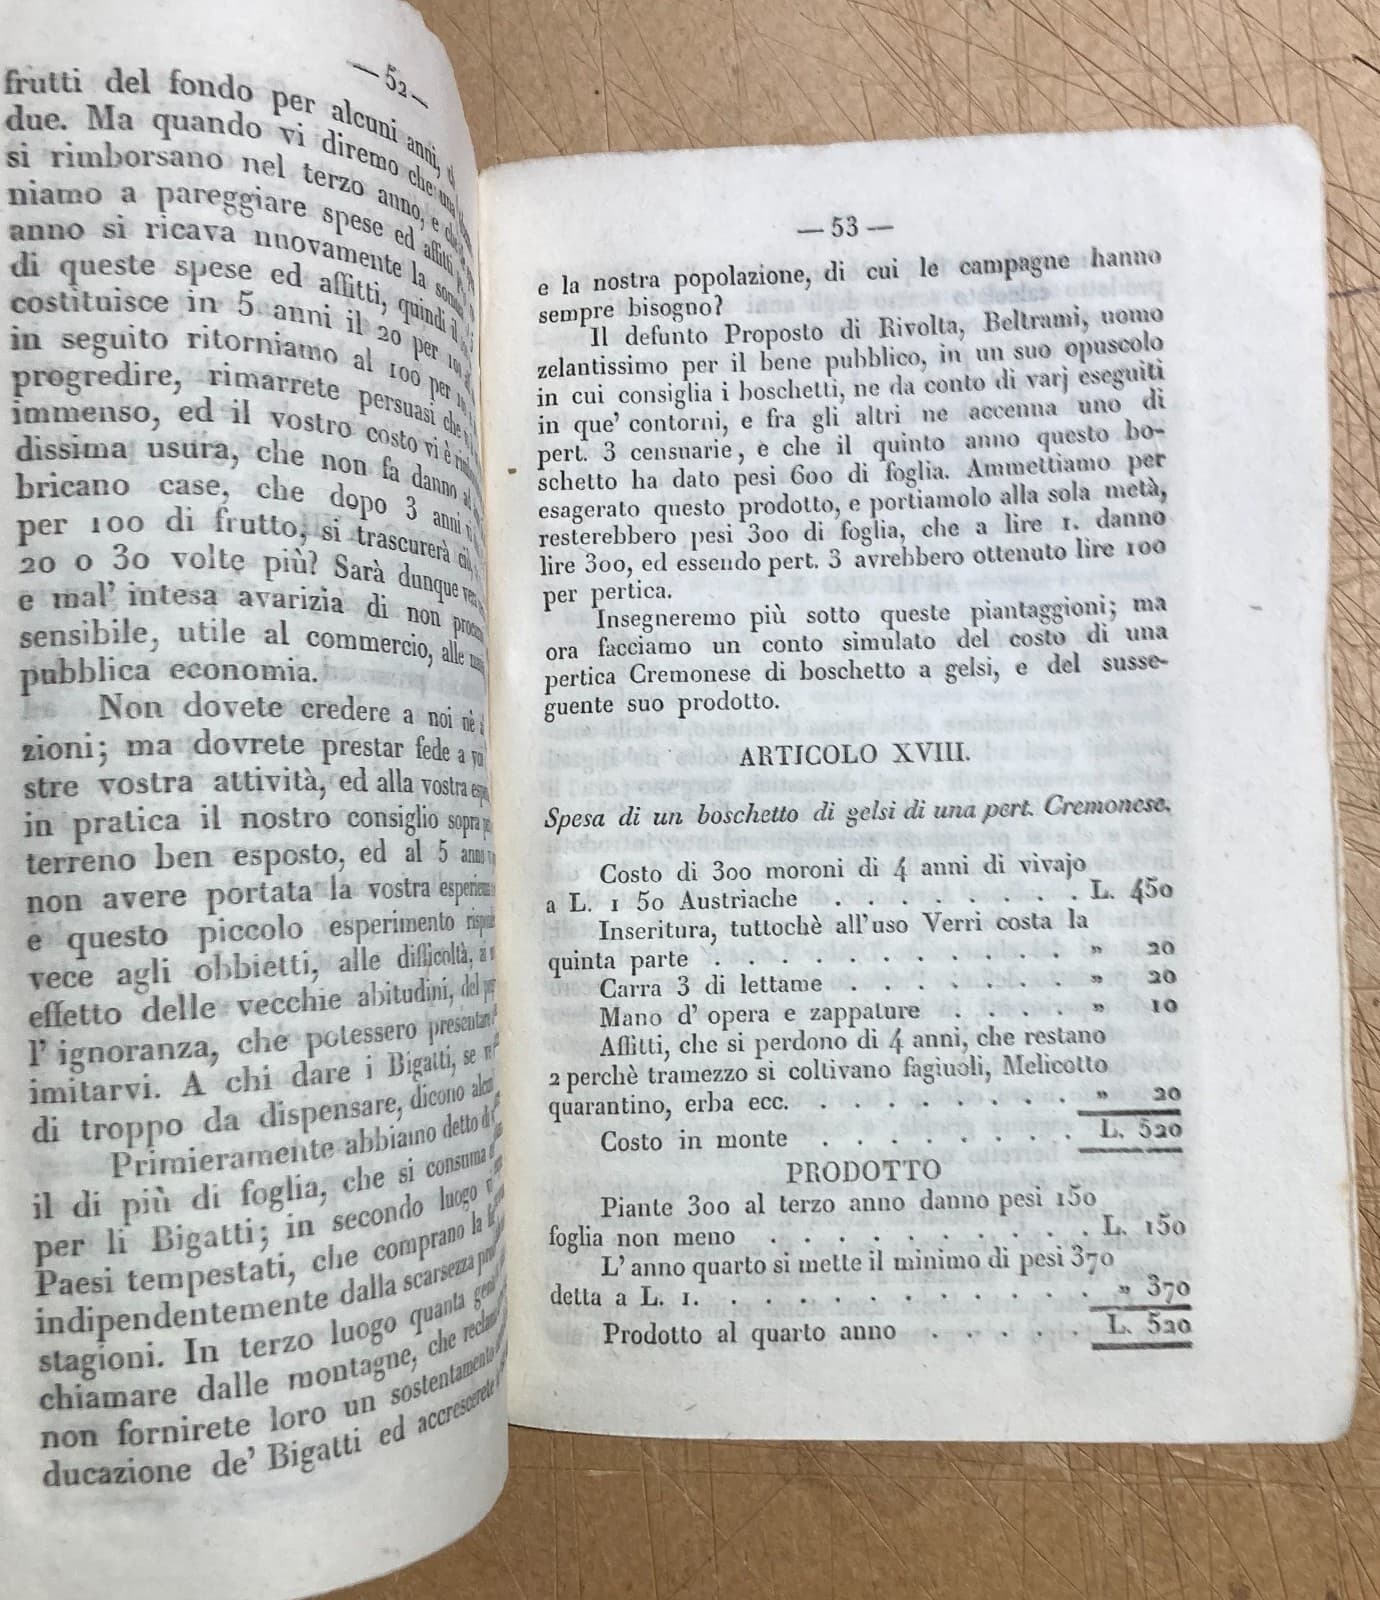 — 52 —
frutti del fondo per alcuni anni,
due. Ma quando vi diremo che una
si rimborsano nel terzo anno, e
niamo a pareggiare spese ed affitti
anno si ricava nnovamente la
di queste spese ed affitti, quindi il
costituisce in 5 anni il 20 per 100
in seguito ritorniamo al 100 per
progredire, rimarrete persuasi che
immenso, ed il vostro costo vi è
dissima usura, che non fa danno al
bricano case, che dopo 3 anni
per 100 di frutto, si trascurerà
20 o 30 volte più? Sarà dunque
e mal' intesa avarizia di non
sensibile, utile al commercio, alle
pubblica economia.
Non dovete credere a noi nè
zioni; ma dovrete prestar fede a
stre vostra attività, ed alla vostra
in pratica il nostro consiglio sopra
terreno ben esposto, ed al 5 anno
non avere portata la vostra
e questo piccolo esperimento
vece agli obbietti, alle difficoltà,
effetto delle vecchie abitudini, del
l' ignoranza, che potessero presentar
imitarvi. A chi dare i Bigatti, se
di troppo da dispensare, dicono
Primieramente abbiamo detto di
il di più di foglia, che si consuma
per li Bigatti; in secondo luogo
Paesi tempestati, che comprano la
indipendentemente dalla scarsezza
stagioni. In terzo luogo quanta
chiamare dalle montagne, che
non fornirete loro un sostentamento
ducazione de' Bigatti ed accrescerete
— 53 —
e la nostra popolazione, di cui le campagne hanno
sempre bisogno?
Il defunto Proposto di Rivolta, Beltrami, uomo
zelantissimo per il bene pubblico, in un suo opuscolo
in cui consiglia i boschetti, ne da conto di varj eseguiti
in que' contorni, e fra gli altri ne accenna uno di
pert. 3 censuarie, e che il quinto anno questo bo-
schetto ha dato pesi 600 di foglia. Ammettiamo per
esagerato questo prodotto, e portiamolo alla sola metà,
resterebbero pesi 300 di foglia, che a lire 1. danno
lire 300, ed essendo pert. 3 avrebbero ottenuto lire 100
per pertica.
Insegneremo più sotto queste piantaggioni; ma
ora facciamo un conto simulato del costo di una
pertica Cremonese di boschetto a gelsi, e del susse-
guente suo prodotto.
ARTICOLO XVIII.
Spesa di un boschetto di gelsi di una pert. Cremonese.
Costo di 300 moroni di 4 anni di vivajo
a L. 1 50 Austriache . . . . . . . . L. 450
Inseritura, tuttochè all'uso Verri costa la
quinta parte . . . . . . . . . . . » 20
Carra 3 di lettame . . . . . . . » 20
Mano d' opera e zappature . . . . » 10
Affitti, che si perdono di 4 anni, che restano
2 perchè tramezzo si coltivano fagiuoli, Melicotto
quarantino, erba ecc. . . . . . . . . » 20
Costo in monte . . . . . . . . L. 520
PRODOTTO
Piante 300 al terzo anno danno pesi 150
foglia non meno . . . . . . . . . . L. 150
L' anno quarto si mette il minimo di pesi 370
detta a L. 1. . . . . . . . . . . . . » 370
Prodotto al quarto anno . . . . . L. 520